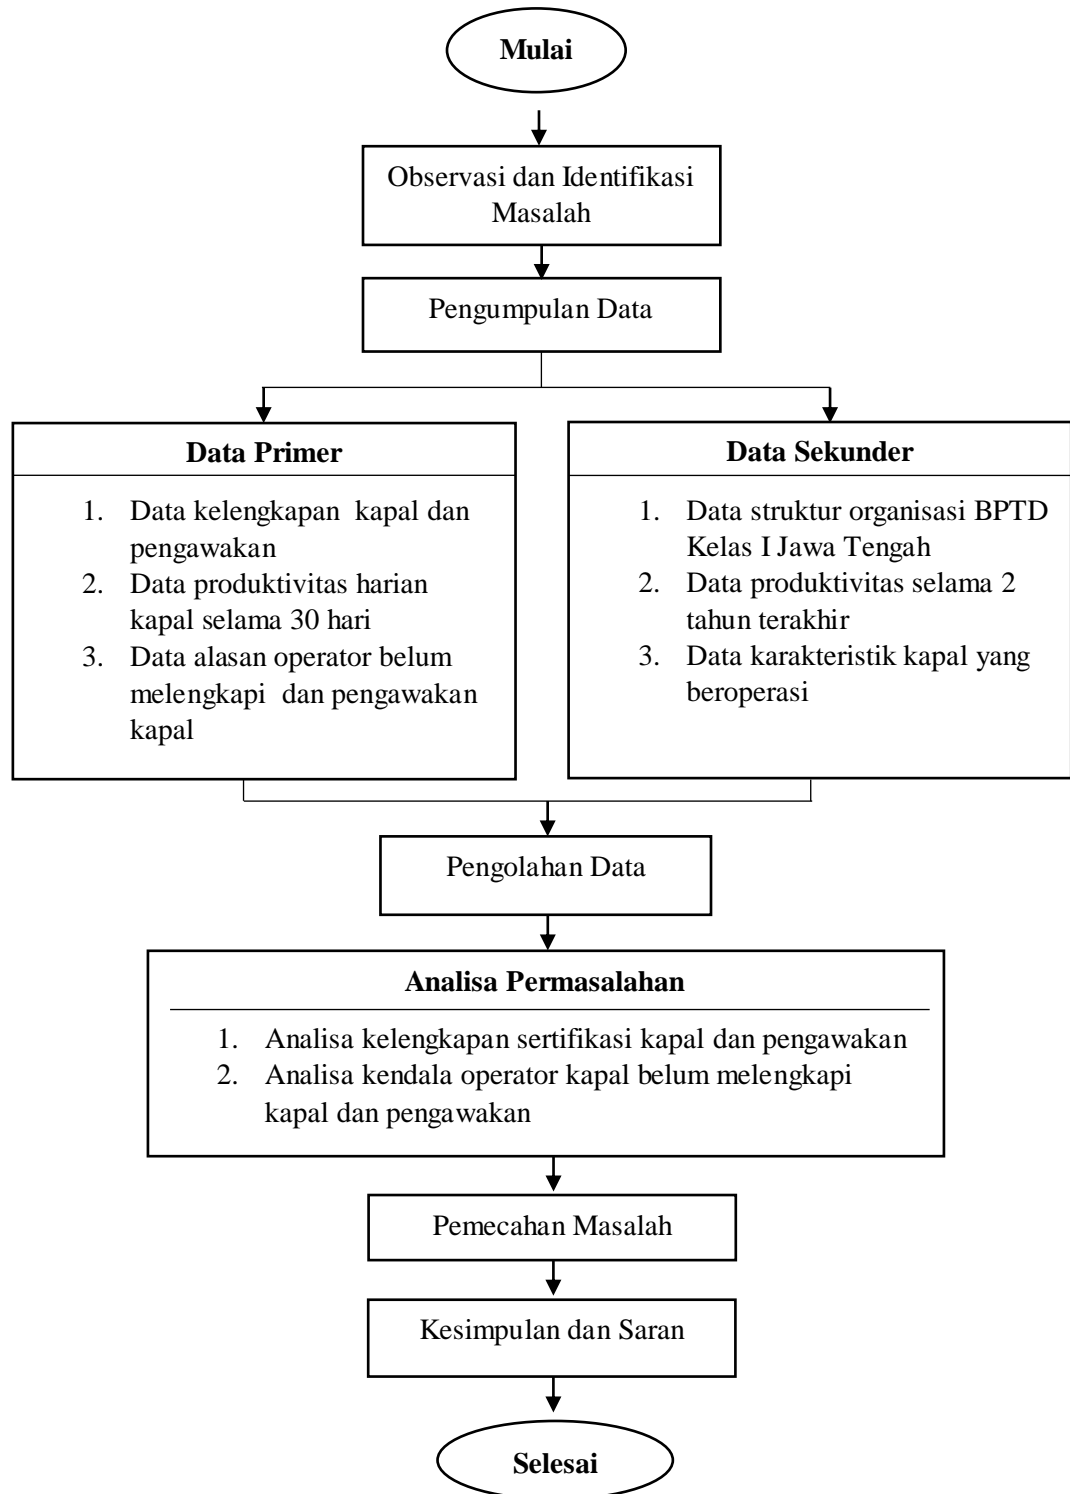 Mulai
Observasi dan Identifikasi
Masalah
Pengumpulan Data
Data Primer
1. Data kelengkapan kapal dan
pengawakan
2. Data produktivitas harian
kapal selama 30 hari
3. Data alasan operator belum
melengkapi dan pengawakan
kapal
Data Sekunder
1. Data struktur organisasi BPTD
Kelas I Jawa Tengah
2. Data produktivitas selama 2
tahun terakhir
3. Data karakteristik kapal yang
beroperasi
Pengolahan Data
Analisa Permasalahan
1. Analisa kelengkapan sertifikasi kapal dan pengawakan
2. Analisa kendala operator kapal belum melengkapi
kapal dan pengawakan
Pemecahan Masalah
Kesimpulan dan Saran
Selesai